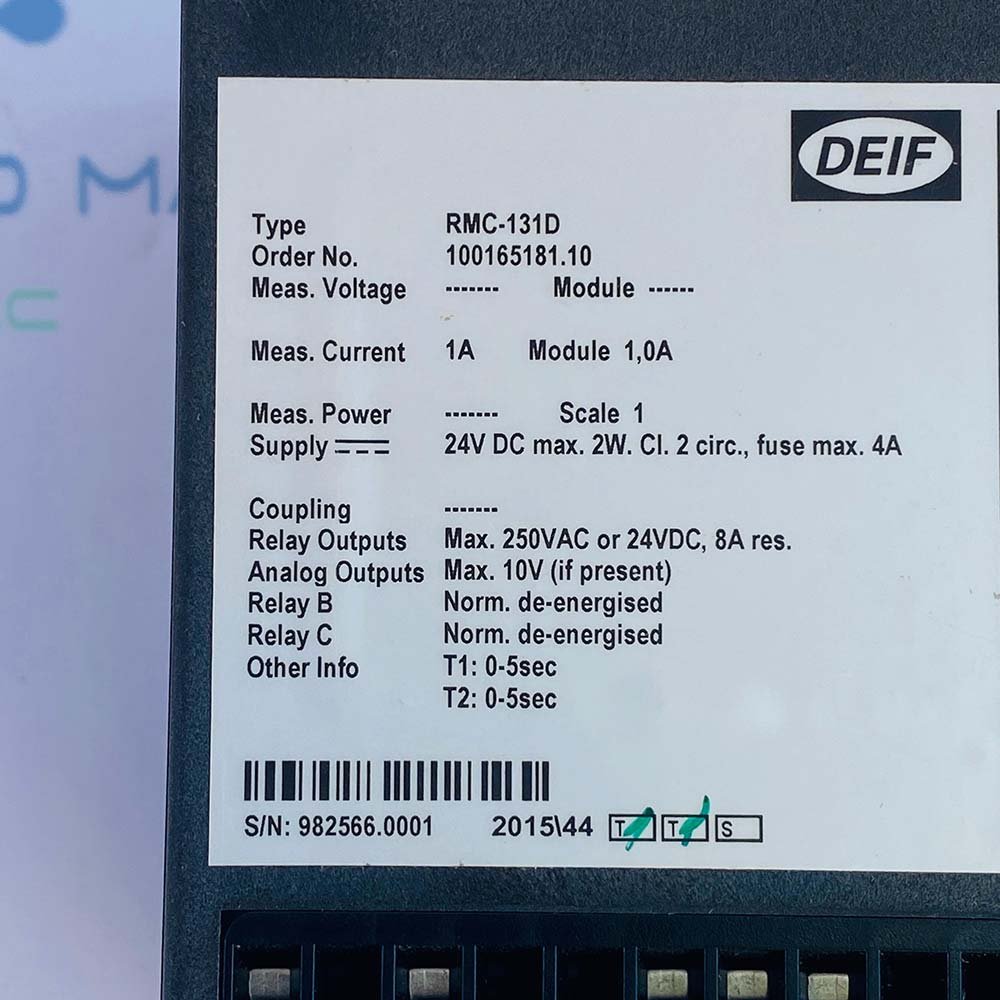 DEIF
Type RMC-131D
Order No. 100165181.10
Meas. Voltage ------- Module ------
Meas. Current 1A Module 1,0A
Meas. Power ------- Scale 1
Supply 24V DC max. 2W. Cl. 2 circ., fuse max. 4A
Coupling -------
Relay Outputs Max. 250VAC or 24VDC, 8A res.
Analog Outputs Max. 10V (if present)
Relay B Norm. de-energised
Relay C Norm. de-energised
Other Info T1: 0-5sec
T2: 0-5sec
S/N: 982566.0001 2015\44 T T S